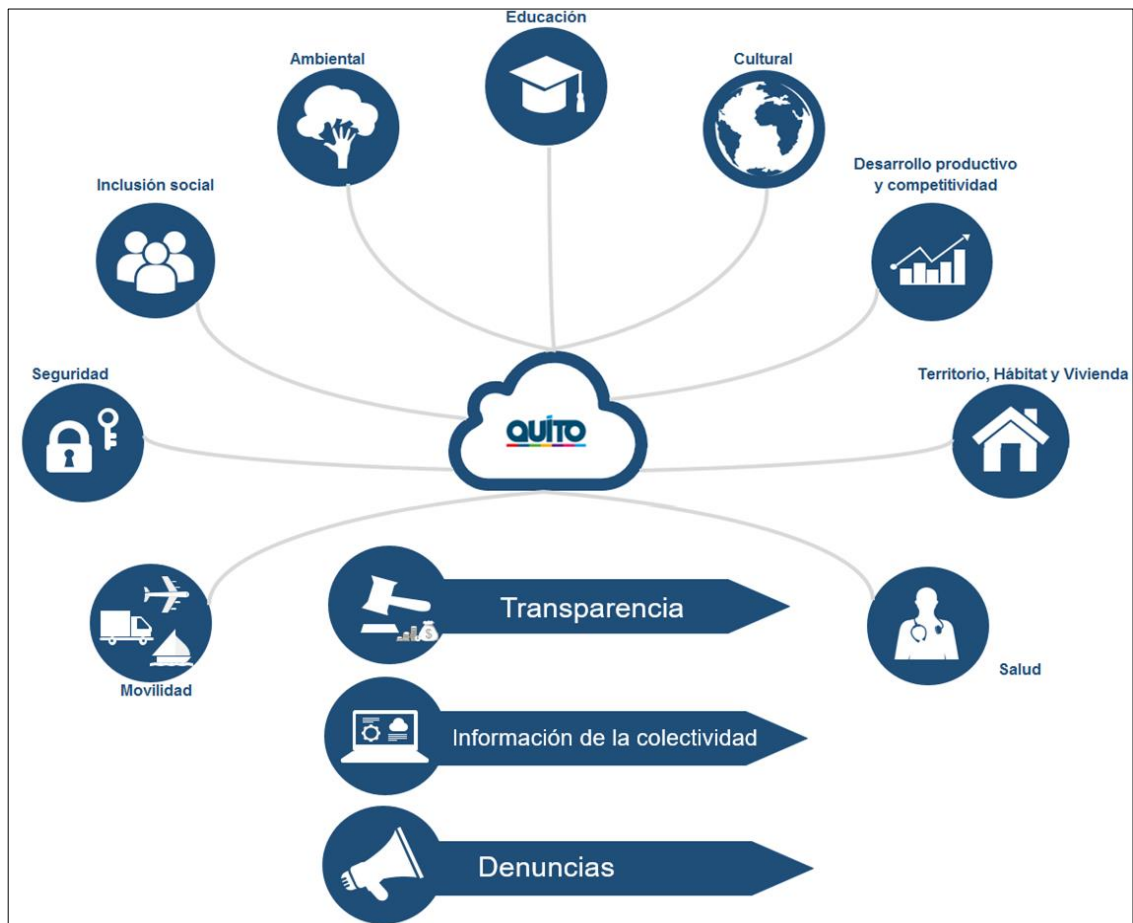 Educación
Ambiental
Cultural
Desarrollo productivo
y competitividad
Inclusión social
Seguridad
Territorio, Hábitat y Vivienda
QUITO
Transparencia
Salud
Movilidad
Información de la colectividad
Denuncias
$